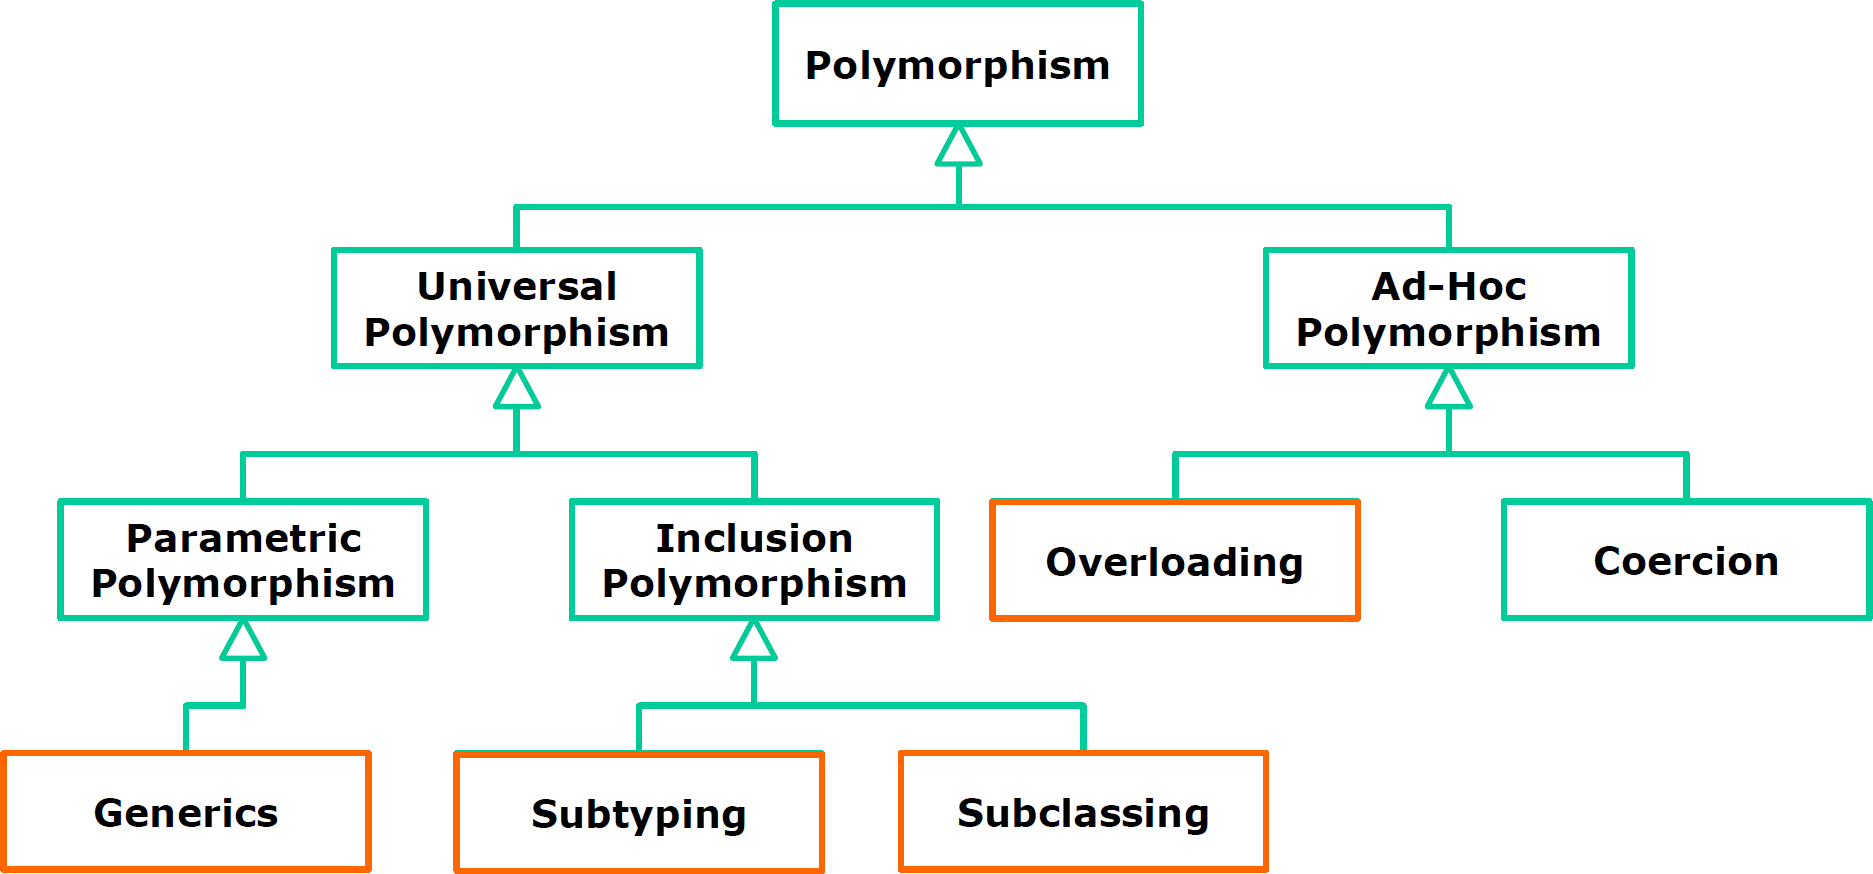 Polymorphism
Universal
Polymorphism
Ad-Hoc
Polymorphism
Parametric
Polymorphism
Inclusion
Polymorphism
Overloading
Coercion
Generics
Subtyping
Subclassing